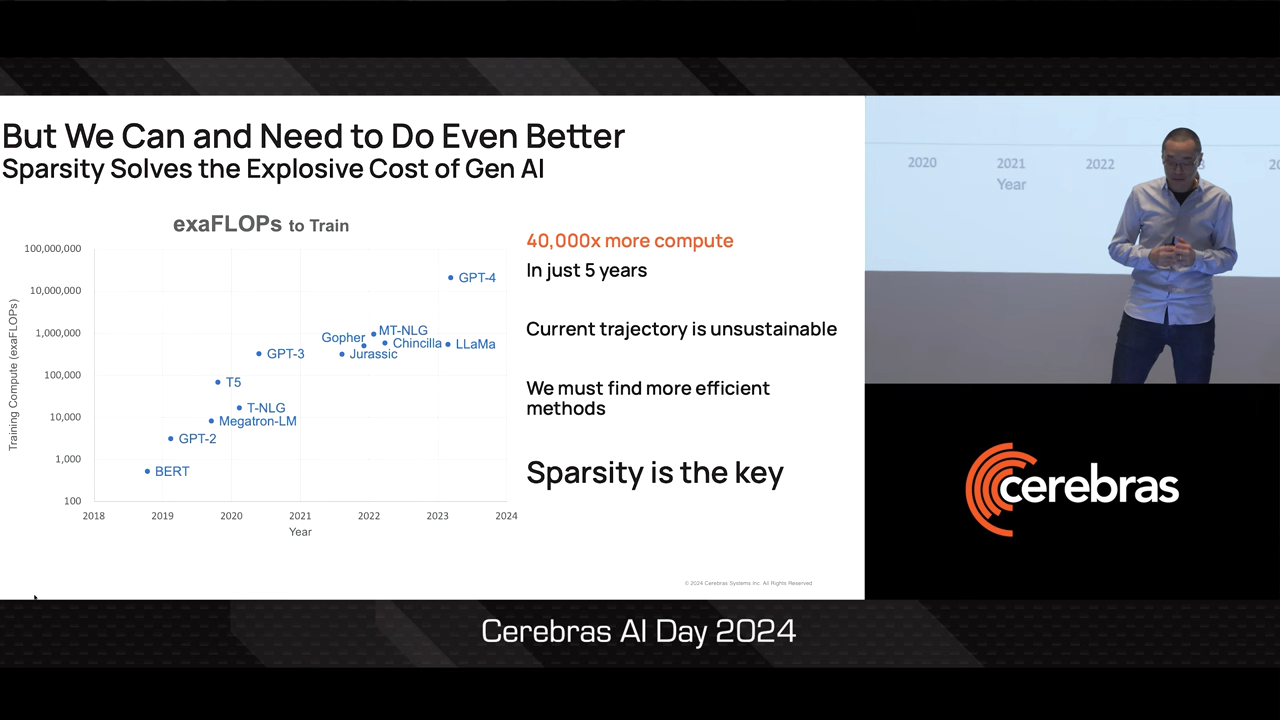 But We Can and Need to Do Even Better
Sparsity Solves the Explosive Cost of Gen AI
exaFLOPs to Train
Training Compute (exaFLOPs)
100,000,000
10,000,000
1,000,000
100,000
10,000
1,000
100
GPT-4
MT-NLG
Gopher
Chincilla
LLaMa
Jurassic
GPT-3
T5
T-NLG
Megatron-LM
GPT-2
BERT
2018 2019 2020 2021 2022 2023 2024
Year
40,000x more compute
In just 5 years
Current trajectory is unsustainable
We must find more efficient
methods
Sparsity is the key
© 2024 Cerebras Systems Inc. All Rights Reserved
2020 2021 2022
Year
cerebras
Cerebras AI Day 2024